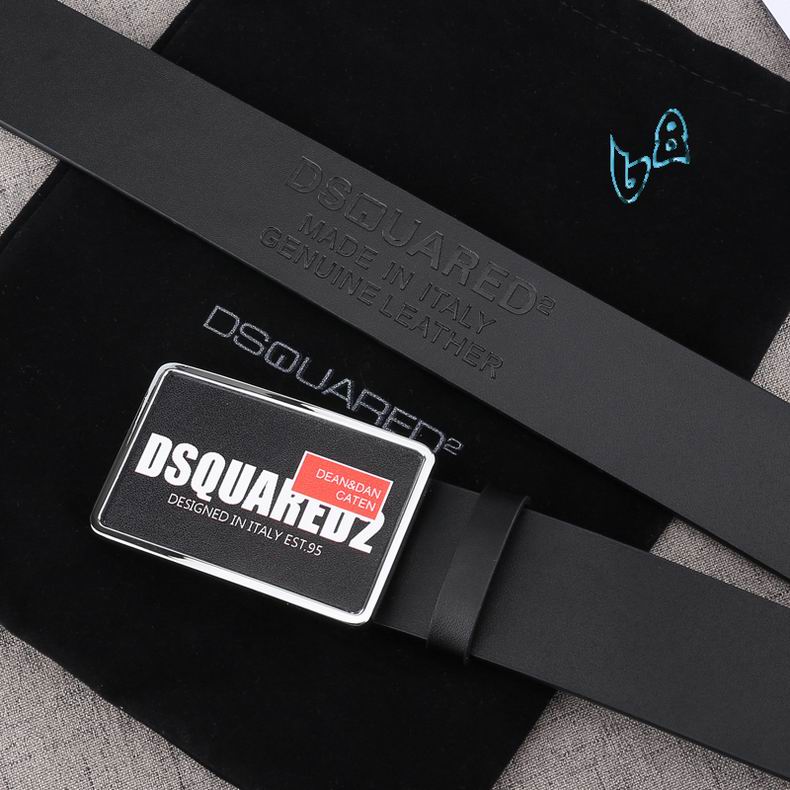 DSQUARED2
MADE IN ITALY
GENUINE LEATHER
DSQUARED2
DSQUARED2
DEAN&DAN
CATEN
DESIGNED IN ITALY EST.95